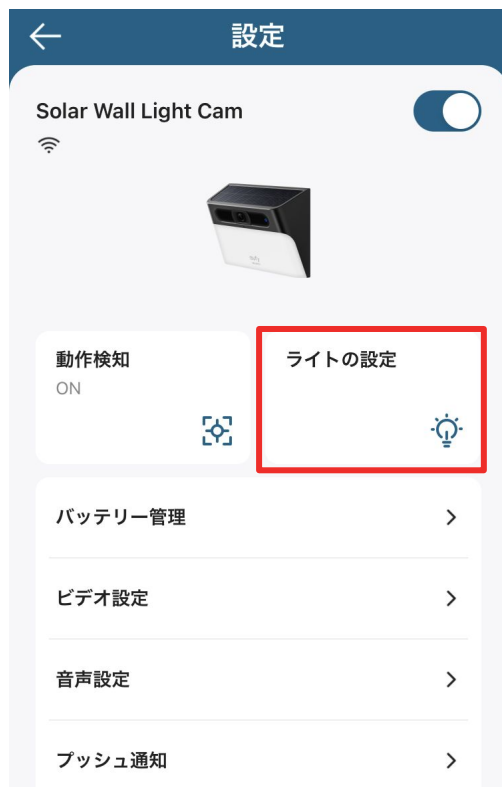 設定
Solar Wall Light Cam
eufy
動作検知
ON
ライトの設定
バッテリー管理
ビデオ設定
音声設定
プッシュ通知